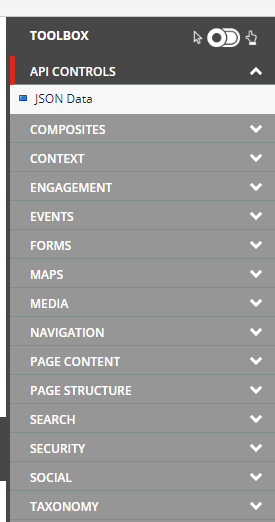 TOOLBOX
API CONTROLS
JSON Data
COMPOSITES
CONTEXT
ENGAGEMENT
EVENTS
FORMS
MAPS
MEDIA
NAVIGATION
PAGE CONTENT
PAGE STRUCTURE
SEARCH
SECURITY
SOCIAL
TAXONOMY